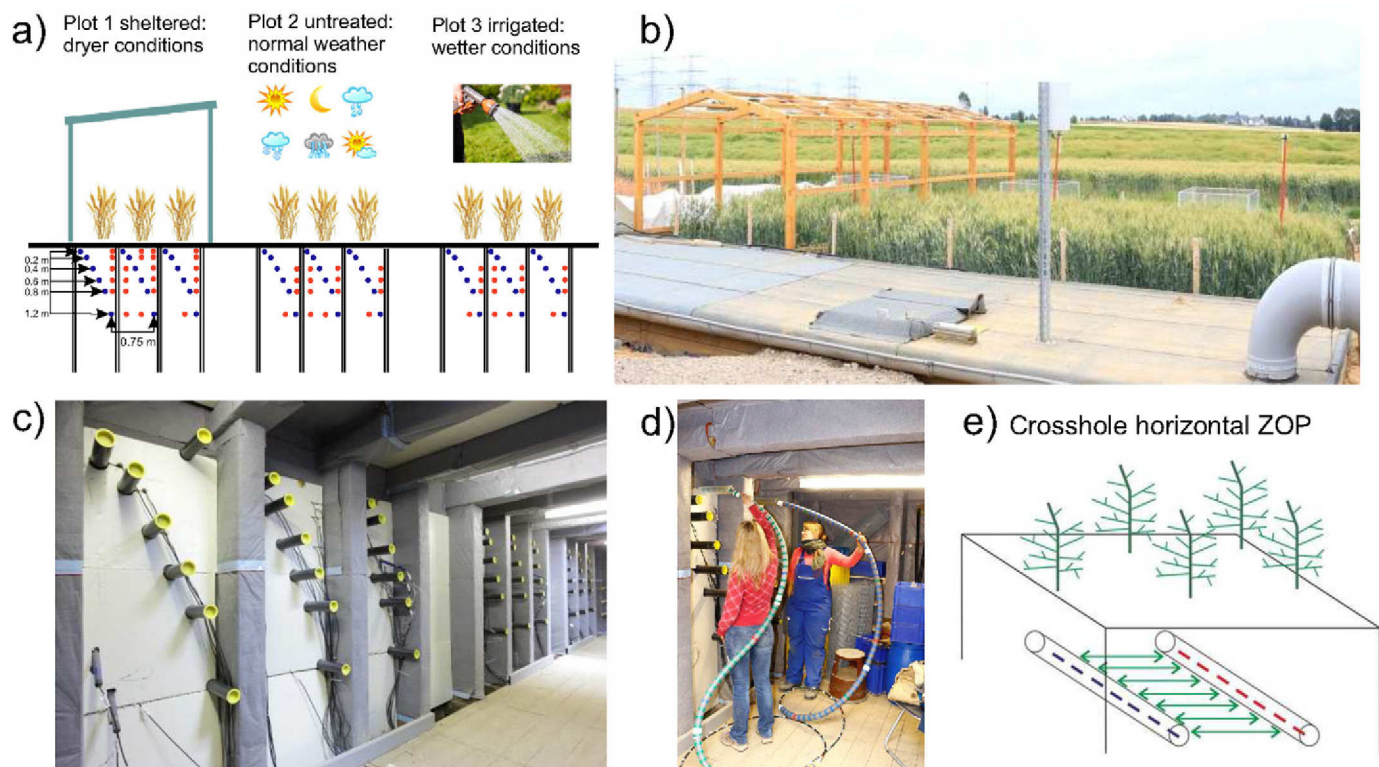 a)
Plot 1 sheltered:
dryer conditions
Plot 2 untreated:
normal weather
conditions
Plot 3 irrigated:
wetter conditions
0.2 m
0.4 m
0.6 m
0.8 m
1.2 m
0.75 m
b)
c)
d)
e) Crosshole horizontal ZOP